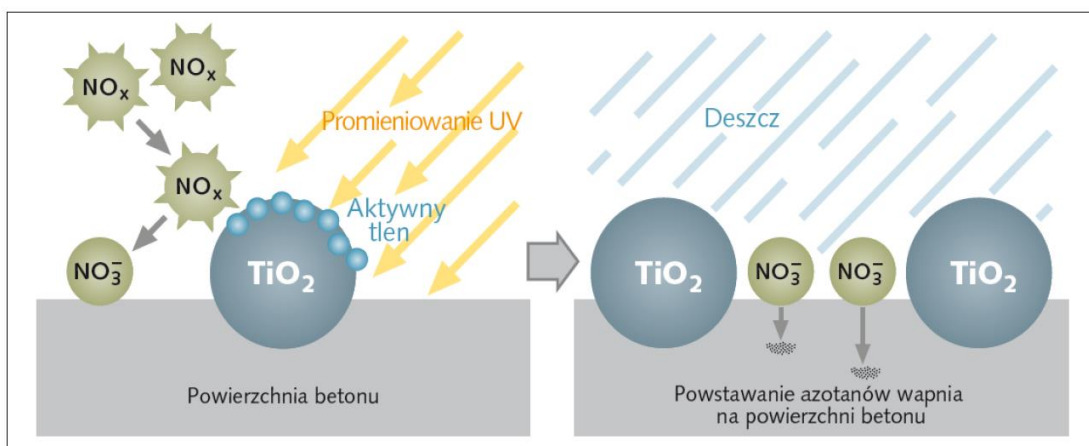 NOₓ
NOₓ
NOₓ
NO₃⁻
Promieniowanie UV
Aktywny
tlen
TiO₂
Powierzchnia betonu
Deszcz
TiO₂
NO₃⁻
NO₃⁻
TiO₂
Powstawanie azotanów wapnia
na powierzchni betonu